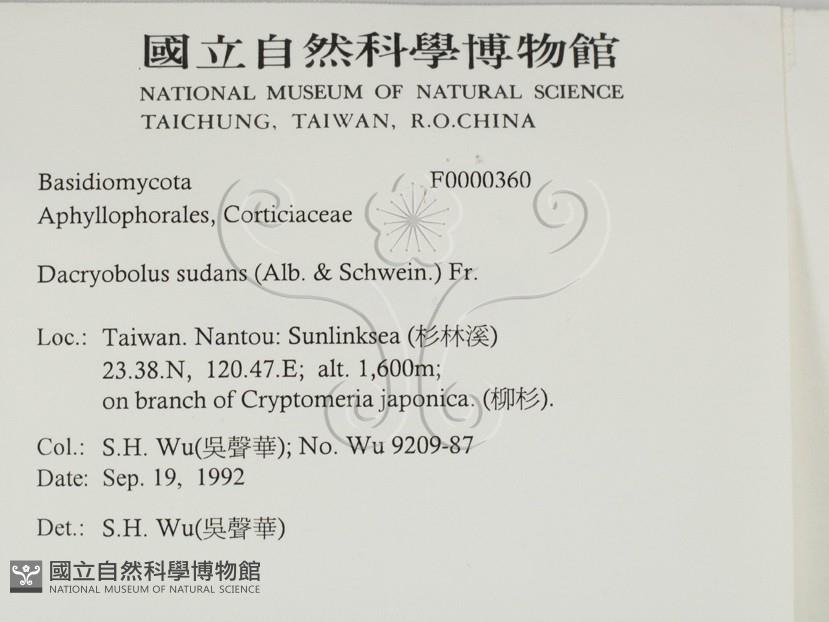 國立自然科學博物館
NATIONAL MUSEUM OF NATURAL SCIENCE
TAICHUNG, TAIWAN, R.O.CHINA
Basidiomycota F0000360
Aphyllophorales, Corticiaceae
Dacryobolus sudans (Alb. & Schwein.) Fr.
Loc.: Taiwan. Nantou: Sunlinksea (杉林溪)
23.38.N, 120.47.E; alt. 1,600m;
on branch of Cryptomeria japonica. (柳杉).
Col.: S.H. Wu(吳聲華); No. Wu 9209-87
Date: Sep. 19, 1992
Det.: S.H. Wu(吳聲華)
國立自然科學博物館
NATIONAL MUSEUM OF NATURAL SCIENCE